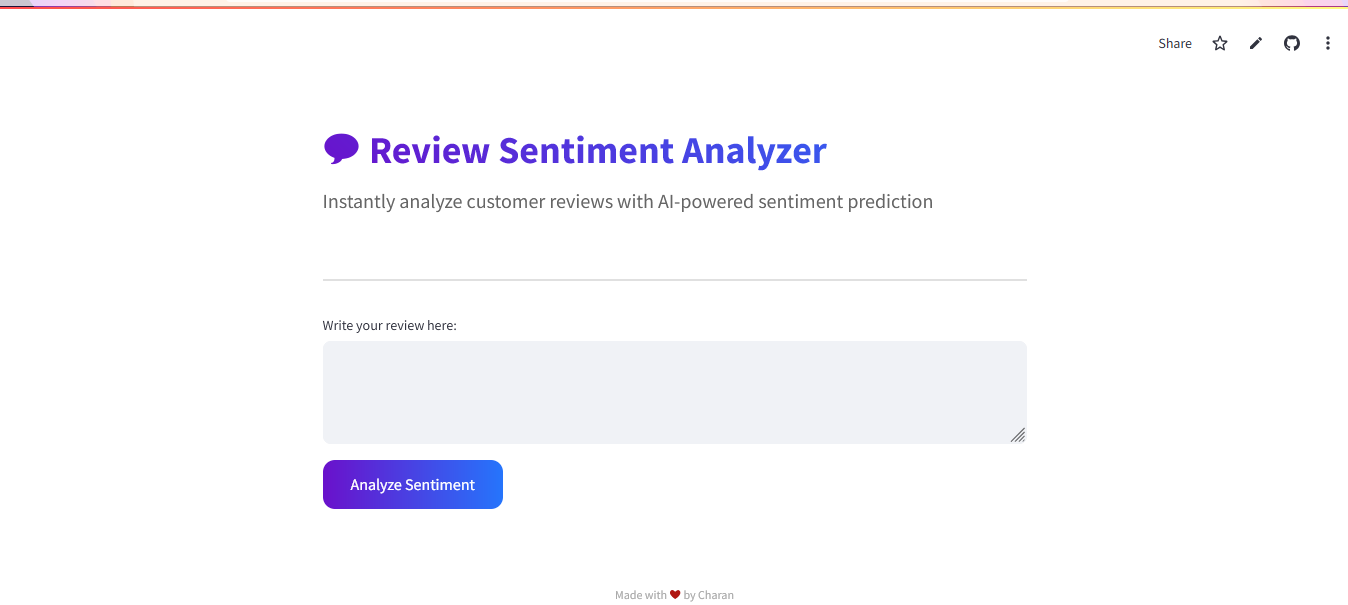 Share
Review Sentiment Analyzer
Instantly analyze customer reviews with AI-powered sentiment prediction
Write your review here:
Analyze Sentiment
Made with ❤ by Charan